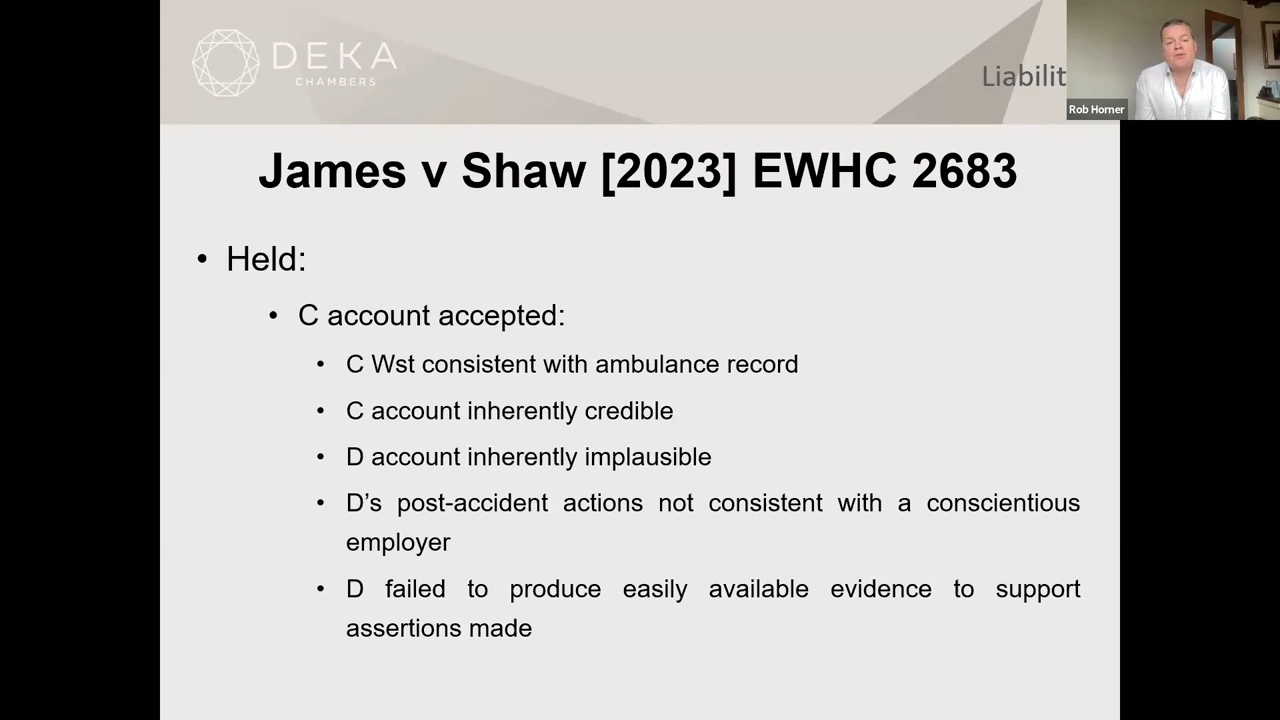 DEKA
CHAMBERS
Rob Horner
James v Shaw [2023] EWHC 2683
• Held:
• C account accepted:
• C Wst consistent with ambulance record
• C account inherently credible
• D account inherently implausible
• D’s post-accident actions not consistent with a conscientious
employer
• D failed to produce easily available evidence to support
assertions made